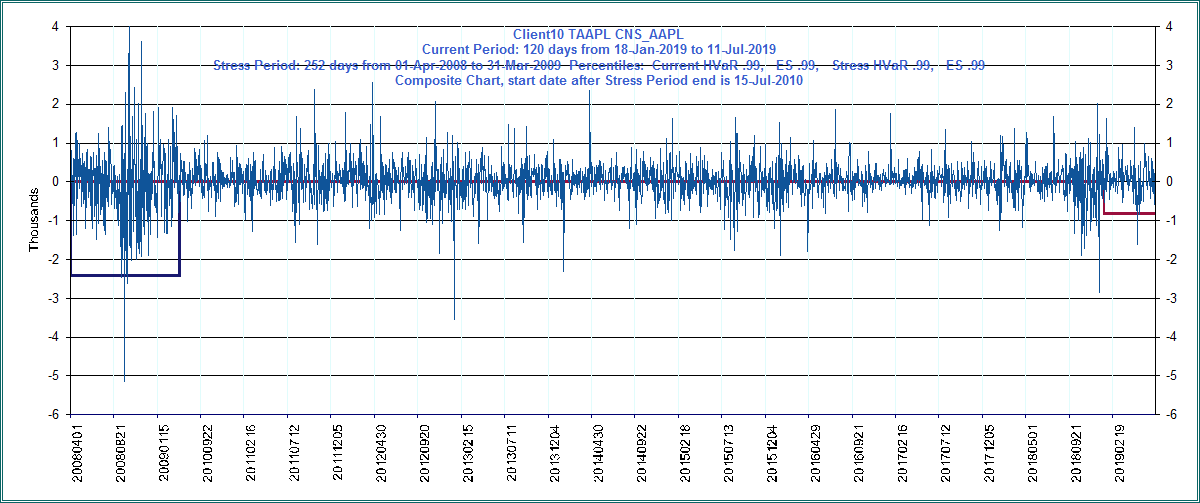 Client10 TAAPL CNS_AAPL
Current Period: 120 days from 18-Jan-2019 to 11-Jul-2019
Stress Period: 252 days from 01-Apr-2008 to 31-Mar-2009 Percentiles: Current HVaR .99, ES .99, Stress HVaR .99, ES .99
Composite Chart, start date after Stress Period end is 15-Jul-2010
4 4
3 3
2 2
1 1
0 0
-1 -1
-2 -2
-3 -3
-4 -4
-5 -5
-6 -6
Thousands
20080401 20080821 20090115 20100922 20110216 20110712 20111205 20120430 20120920 20130215 20130711 20131204 20140430 20140922 20150218 20150713 20151204 20160429 20160921 20170216 20170712 20171205 20180501 20180921 20190219